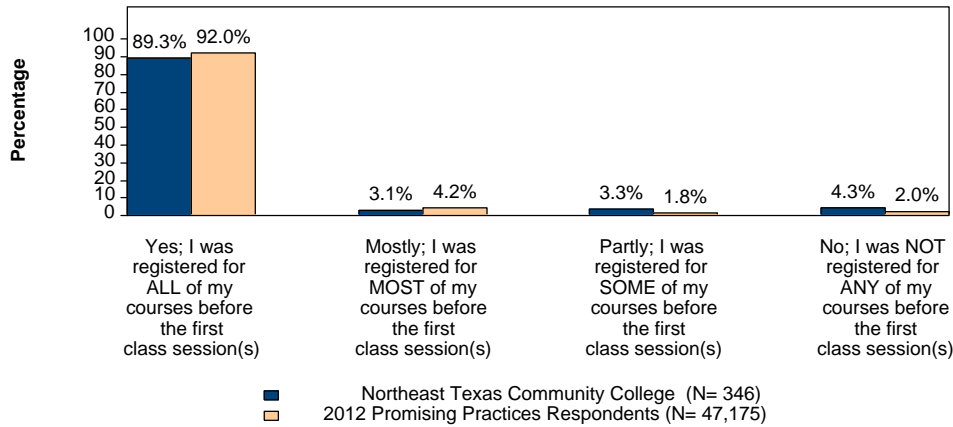 Percentage
100
90
80
70
60
50
40
30
20
10
0
89.3%
92.0%
3.1%
4.2%
3.3%
1.8%
4.3%
2.0%
Yes; I was
registered for
ALL of my
courses before
the first
class session(s)
Mostly; I was
registered for
MOST of my
courses before
the first
class session(s)
Partly; I was
registered for
SOME of my
courses before
the first
class session(s)
No; I was NOT
registered for
ANY of my
courses before
the first
class session(s)
Northeast Texas Community College (N= 346)
2012 Promising Practices Respondents (N= 47,175)